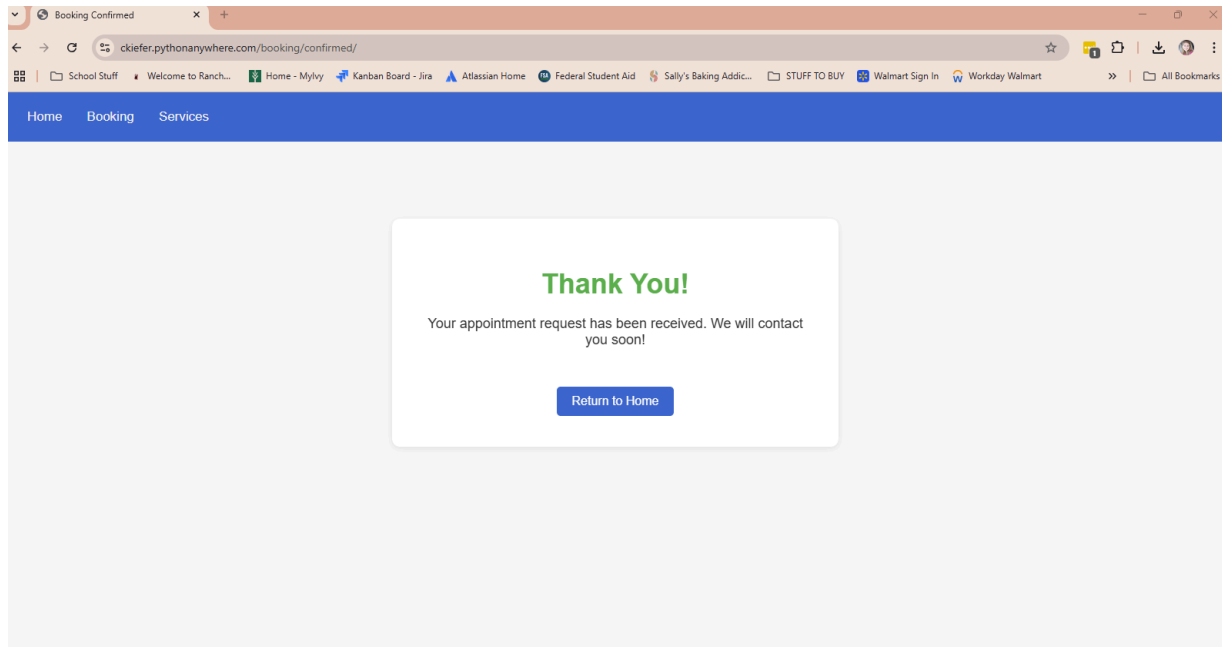 Booking Confirmed
ckiefer.pythonanywhere.com/booking/confirmed/
School Stuff Welcome to Ranch... Home - Mylvy Kanban Board - Jira Atlassian Home Federal Student Aid Sally's Baking Addic... STUFF TO BUY Walmart Sign In Workday Walmart » All Bookmarks
Home Booking Services
Thank You!
Your appointment request has been received. We will contact
you soon!
Return to Home